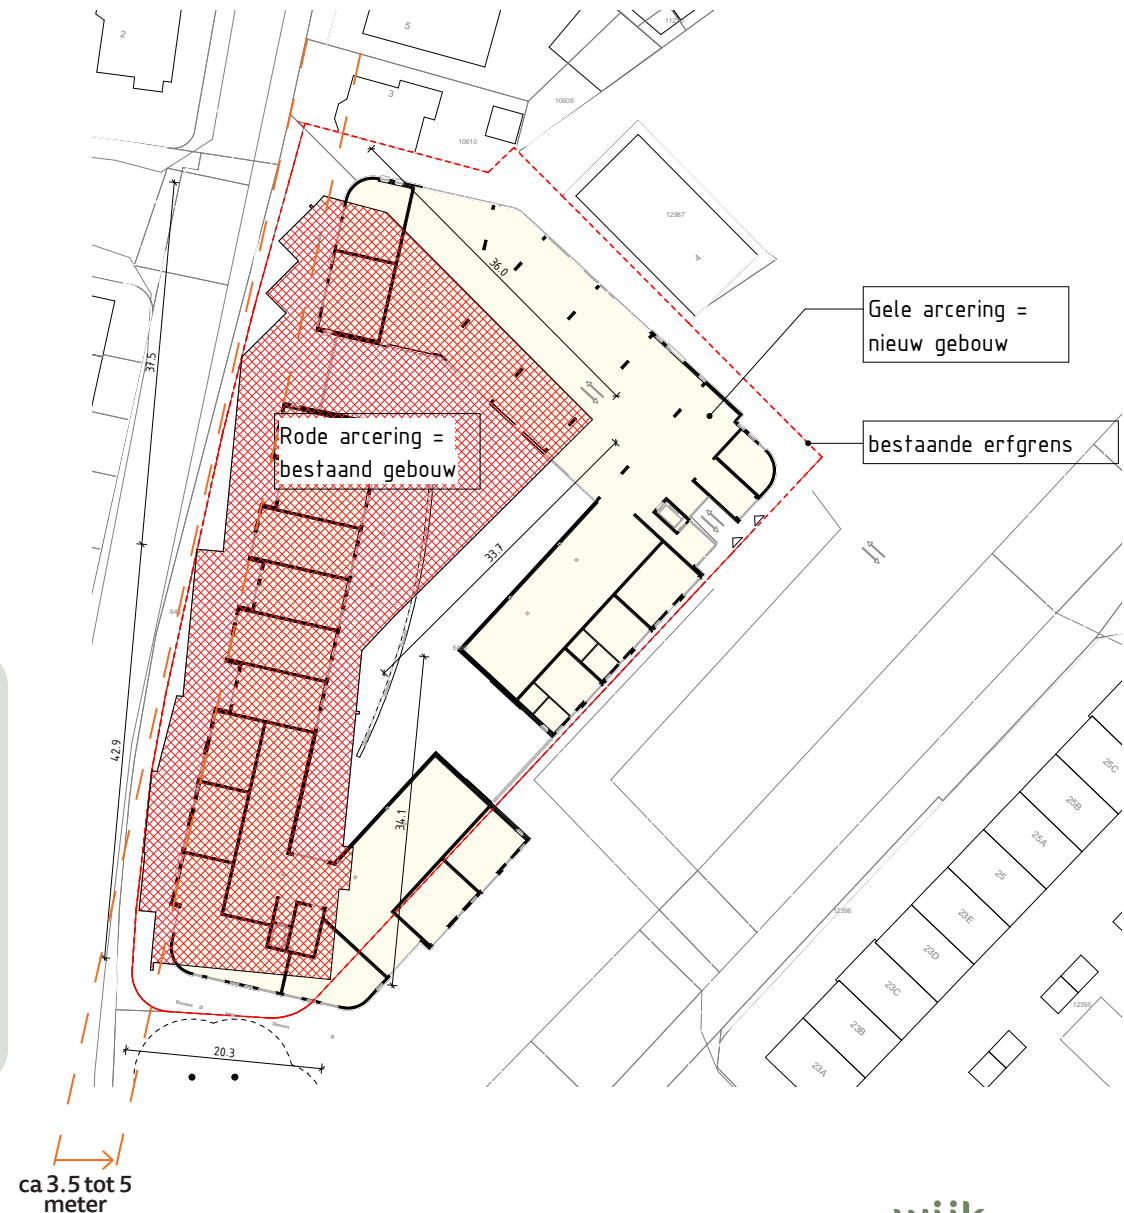 2
5
3
10609
10610
12987
4
36.0
37.5
Gele arcering =
nieuw gebouw
Rode arcering =
bestaand gebouw
bestaande erfgrens
33.7
42.9
34.1
25C
25B
25A
25
23E
23D
23C
23B
23A
12396
12395
20.3
ca 3.5 tot 5
meter
wijk